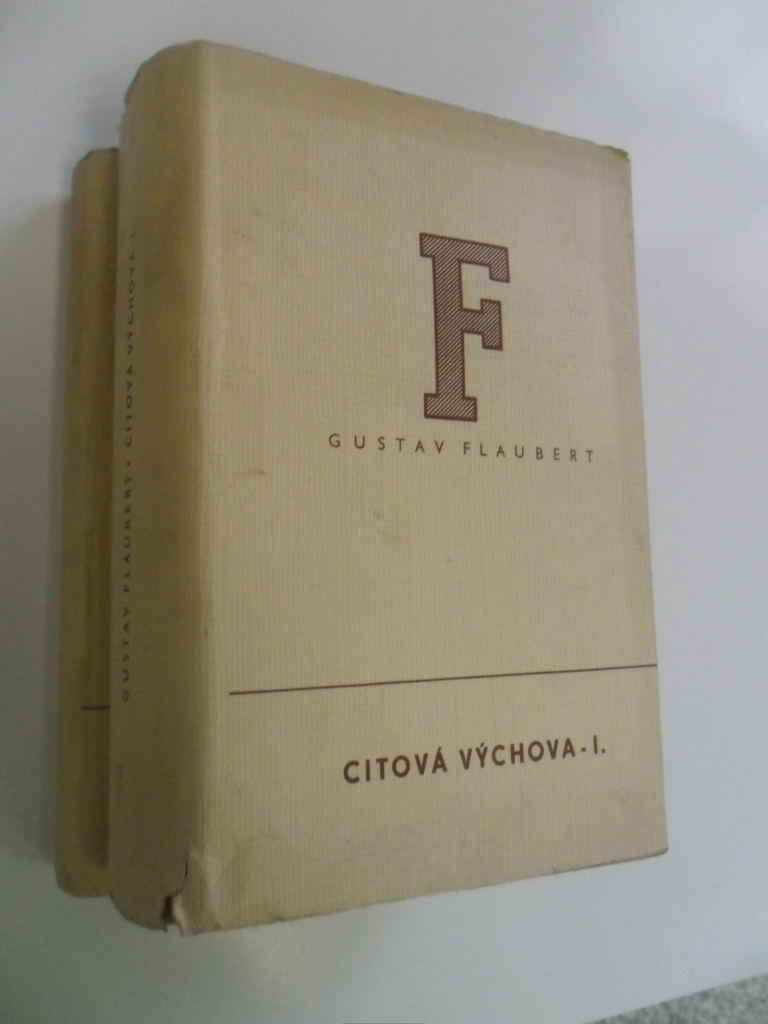 F
GUSTAV FLAUBERT
CITOVÁ VÝCHOVA - I.
GUSTAV FLAUBERT • CITOVÁ VÝCHOVA - I.